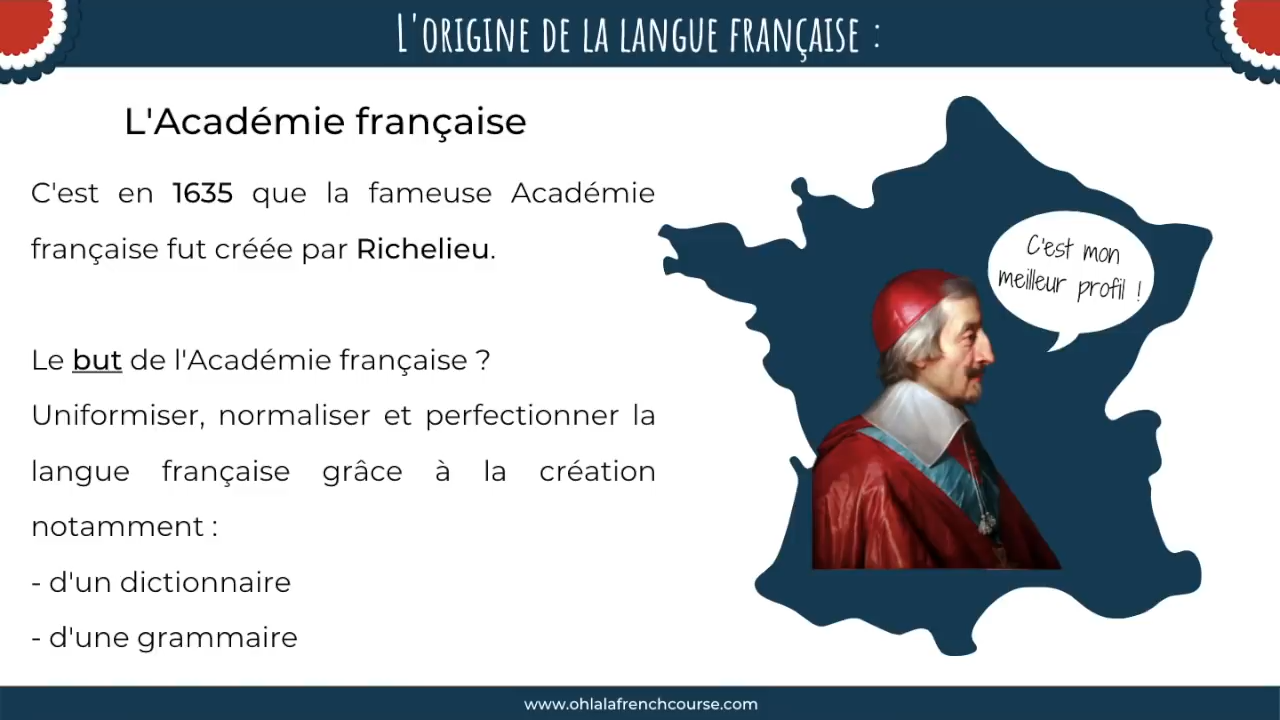 L'ORIGINE DE LA LANGUE FRANÇAISE :
L'Académie française
C'est en 1635 que la fameuse Académie
française fut créée par Richelieu.
Le but de l'Académie française ?
Uniformiser, normaliser et perfectionner la
langue française grâce à la création
notamment :
- d'un dictionnaire
- d'une grammaire
C'est mon
meilleur profil !
www.ohlalafrenchcourse.com